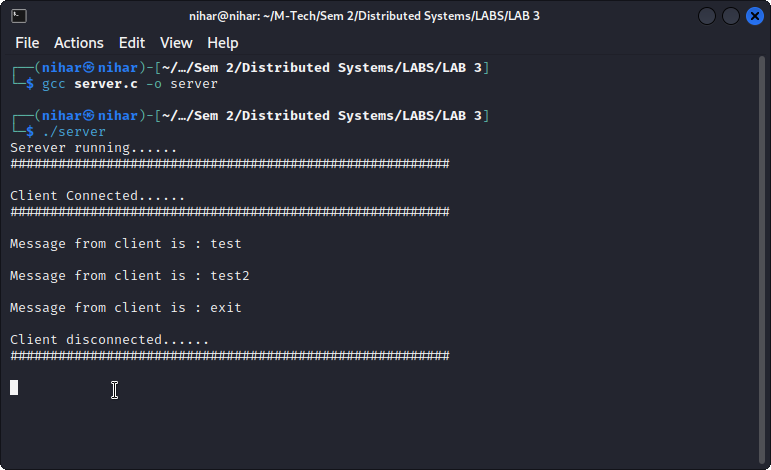 nihar@nihar: ~/M-Tech/Sem 2/Distributed Systems/LABS/LAB 3
File Actions Edit View Help
┌──(nihar㉿nihar)-[~/…/Sem 2/Distributed Systems/LABS/LAB 3]
└─$ gcc server.c -o server
┌──(nihar㉿nihar)-[~/…/Sem 2/Distributed Systems/LABS/LAB 3]
└─$ ./server
Serever running......
#######################################################
Client Connected......
#######################################################
Message from client is : test
Message from client is : test2
Message from client is : exit
Client disconnected......
#######################################################